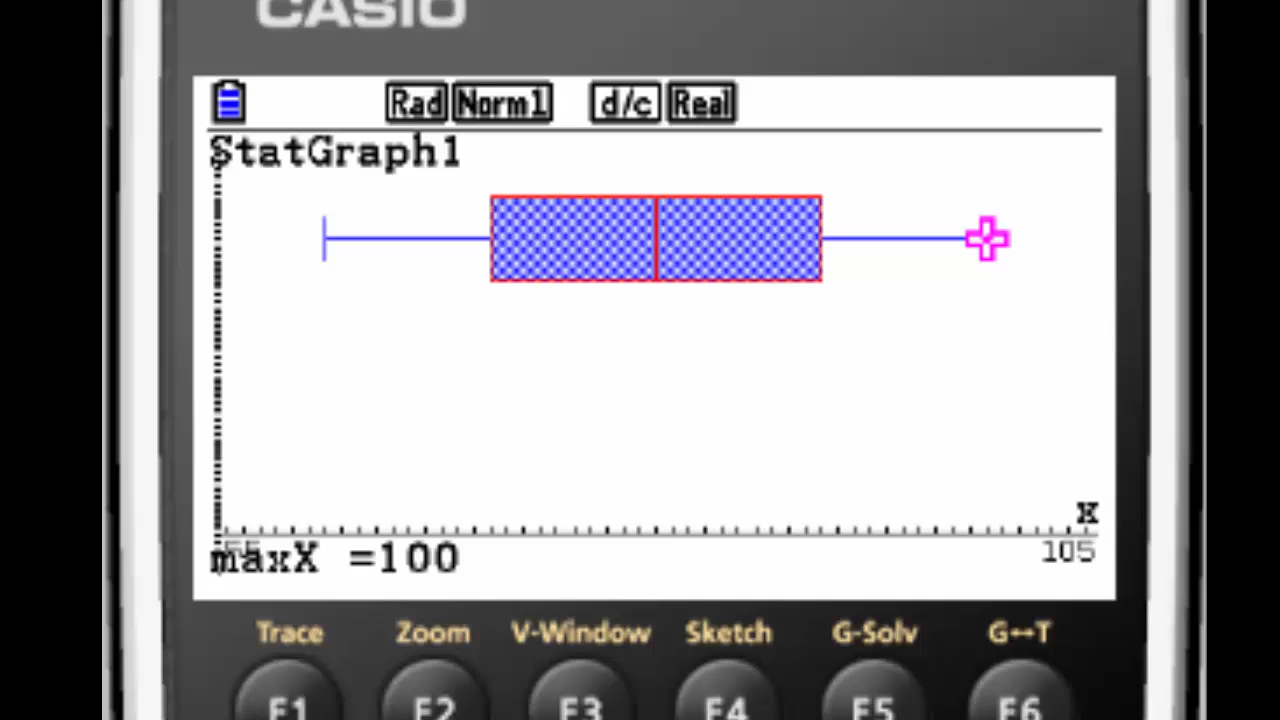 CASIO
Rad Norm1 d/c Real
StatGraph1
X
55 105
maxX =100
Trace Zoom V-Window Sketch G-Solv G↔T
F1 F2 F3 F4 F5 F6